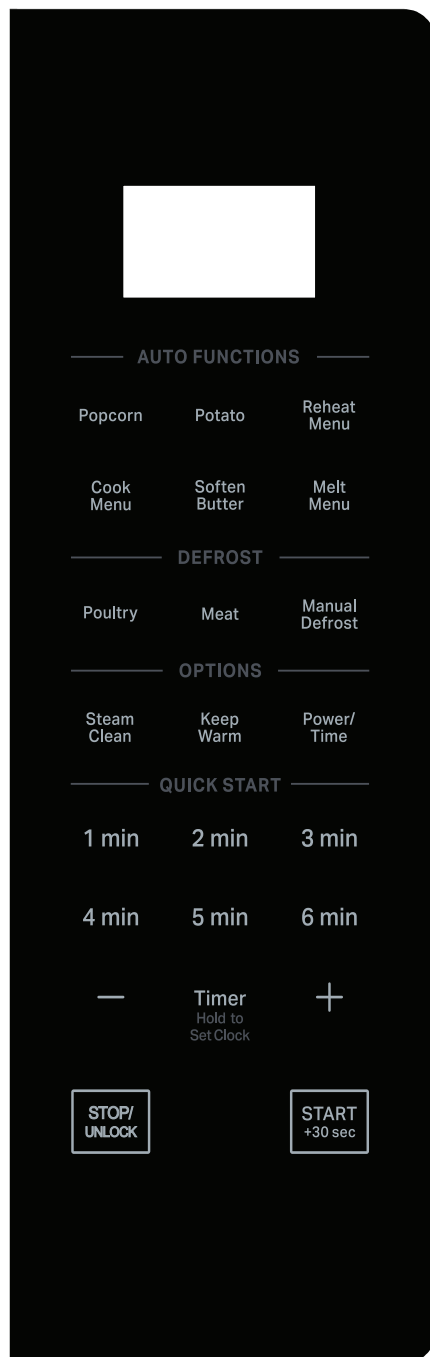 AUTO FUNCTIONS
Popcorn
Potato
Reheat
Menu
Cook
Menu
Soften
Butter
Melt
Menu
DEFROST
Poultry
Meat
Manual
Defrost
OPTIONS
Steam
Clean
Keep
Warm
Power/
Time
QUICK START
1 min
2 min
3 min
4 min
5 min
6 min
−
Timer
Hold to
Set Clock
+
STOP/
UNLOCK
START
+30 sec